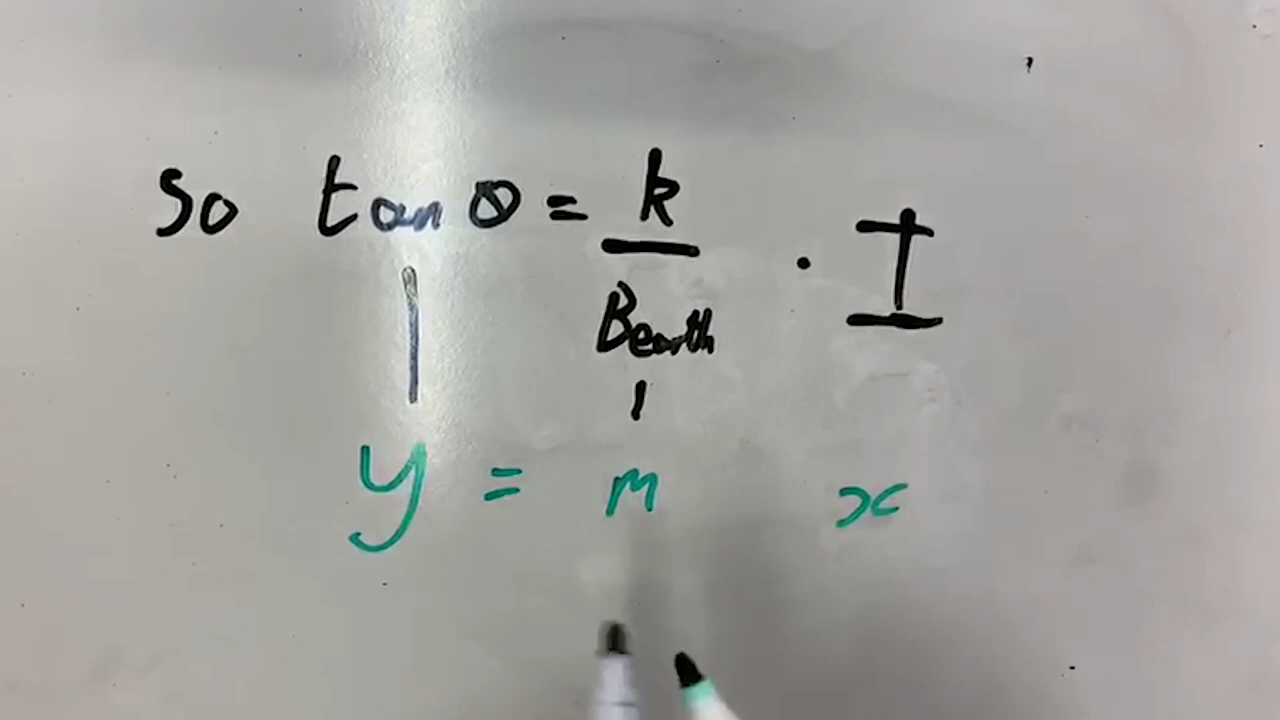 So tan θ = k / Bearth · I
y = m x